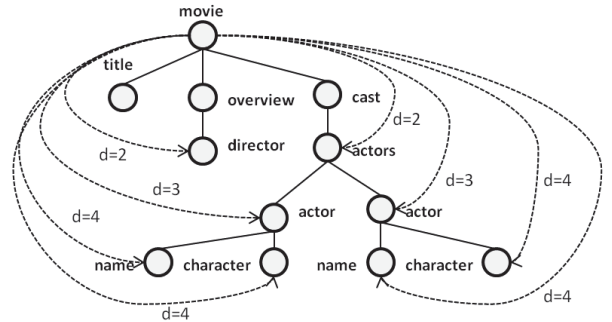 movie
title
overview
cast
d=2
director
actors
d=2
d=3
d=3
d=4
actor
actor
d=4
name
character
name
character
d=4
d=4